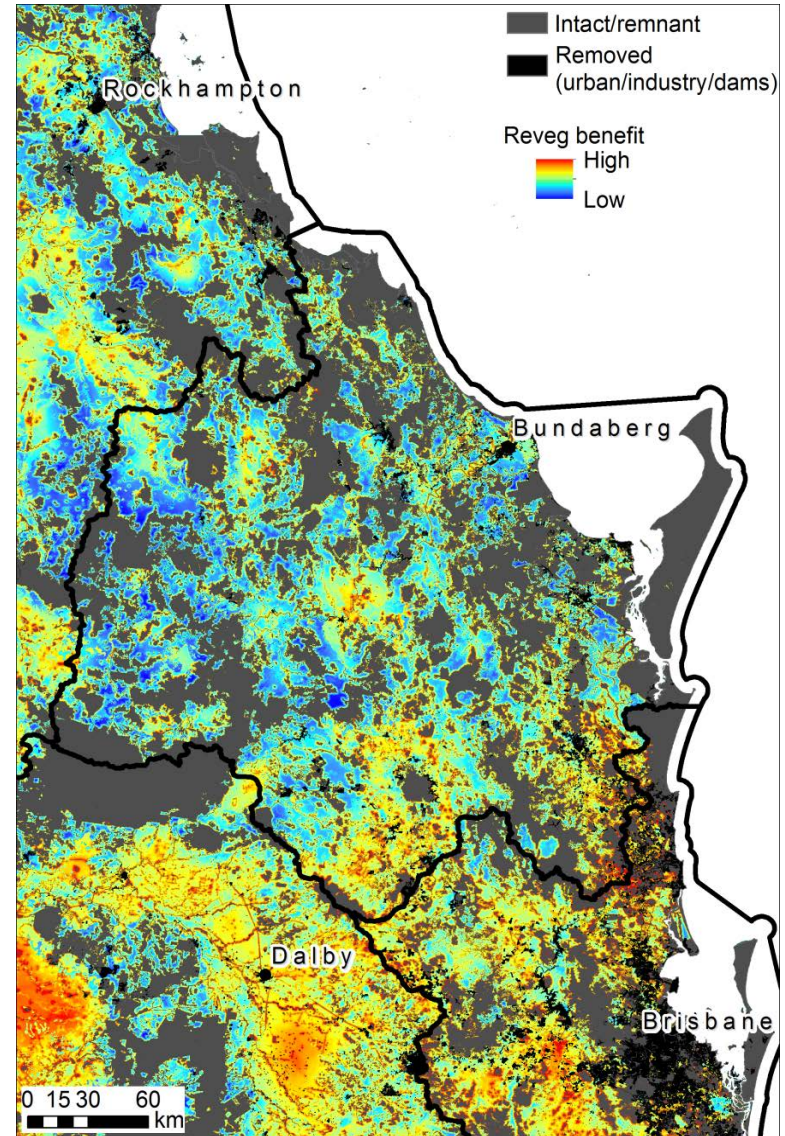 Intact/remnant
Removed
(urban/industry/dams)
Rockhampton
Reveg benefit
High
Low
Bundaberg
Dalby
Brisbane
0 15 30 60
km